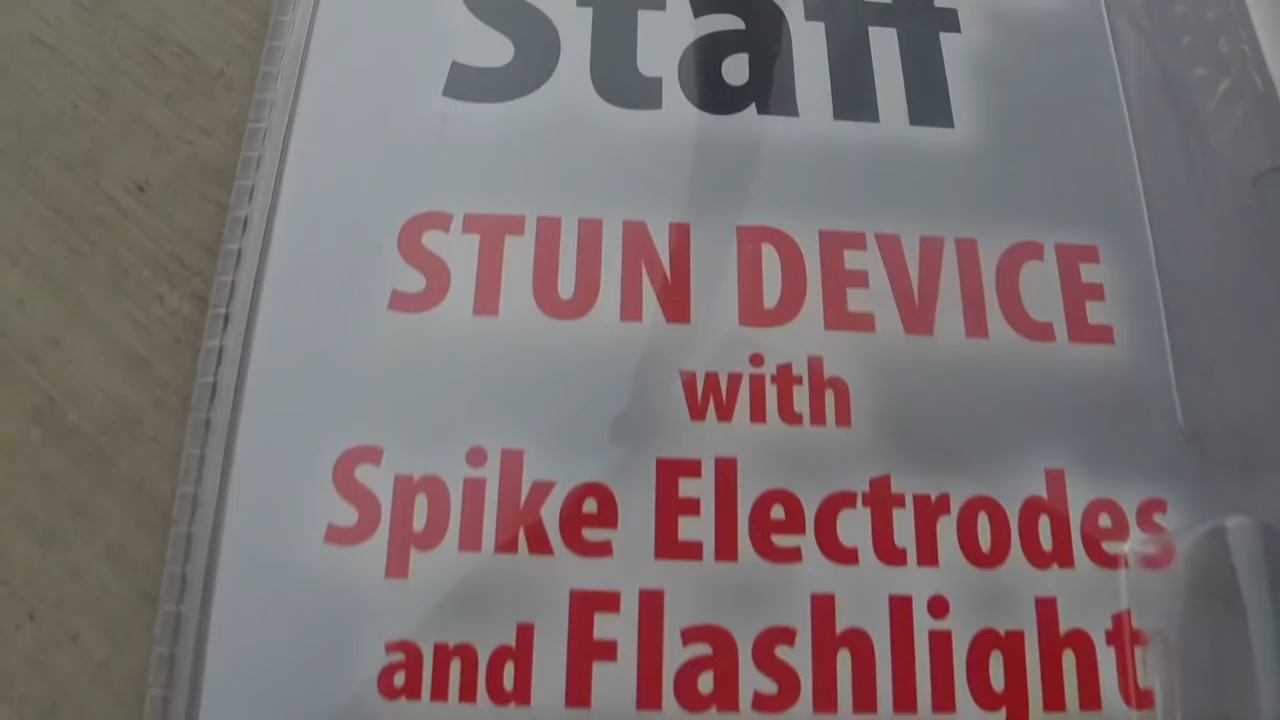 Staff
STUN DEVICE
with
Spike Electrodes
and Flashlight